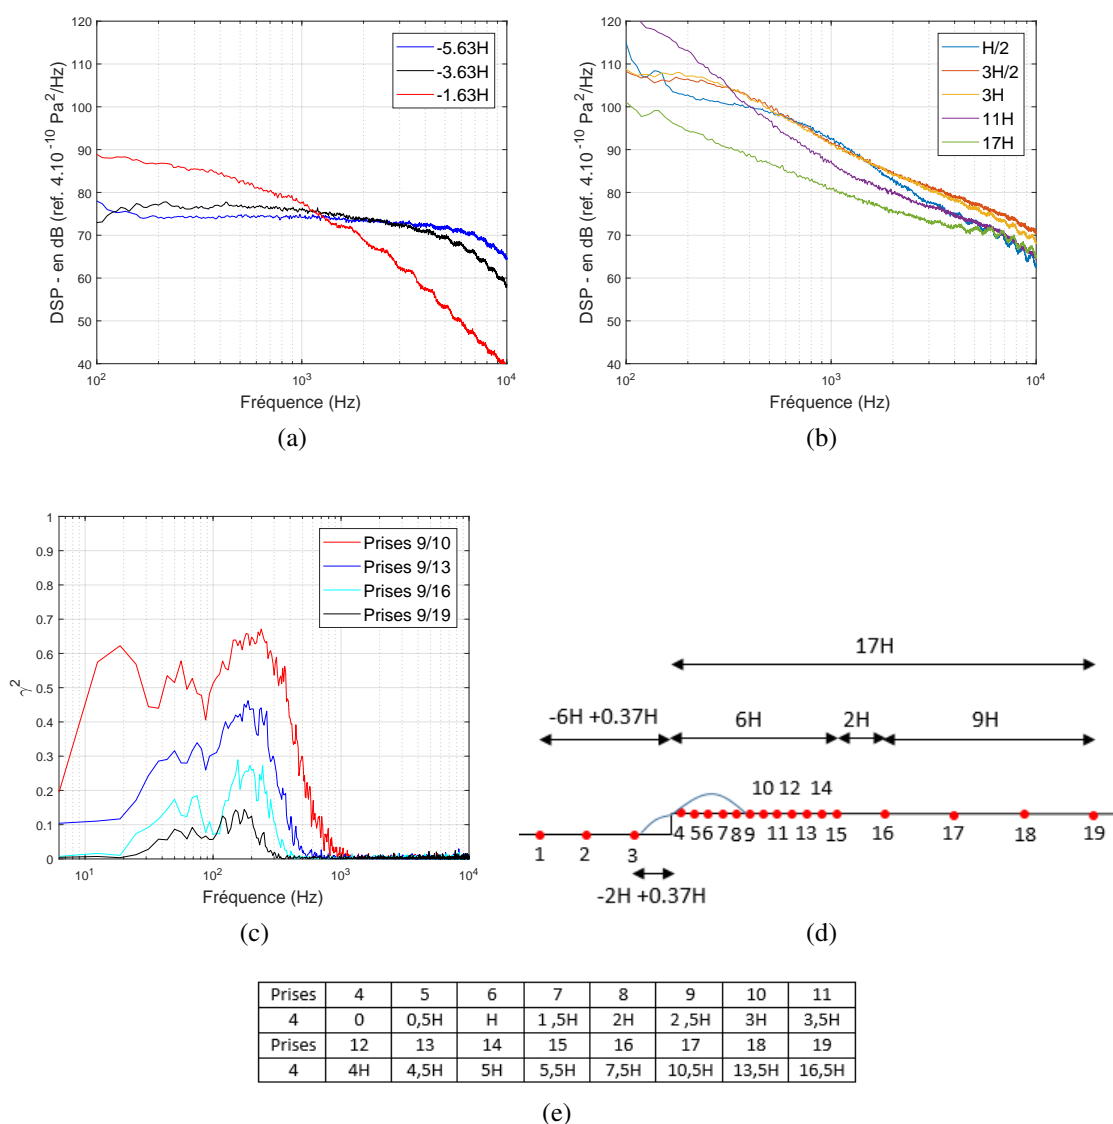 120
110
100
90
80
70
60
50
40
DSP - en dB (ref. 4.10^-10 Pa^2/Hz)
-5.63H
-3.63H
-1.63H
10^2 10^3 10^4
Fréquence (Hz)
(a)
120
110
100
90
80
70
60
50
40
DSP - en dB (ref. 4.10^-10 Pa^2/Hz)
H/2
3H/2
3H
11H
17H
10^2 10^3 10^4
Fréquence (Hz)
(b)
1
0.9
0.8
0.7
0.6
0.5
0.4
0.3
0.2
0.1
0
γ^2
Prises 9/10
Prises 9/13
Prises 9/16
Prises 9/19
10^1 10^2 10^3 10^4
Fréquence (Hz)
(c)
17H
-6H +0.37H 6H 2H 9H
10 12 14
1 2 3 4 5 6 7 8 9 11 13 15 16 17 18 19
-2H +0.37H
(d)
Prises 4 5 6 7 8 9 10 11
4 0 0,5H H 1,5H 2H 2,5H 3H 3,5H
Prises 12 13 14 15 16 17 18 19
4 4H 4,5H 5H 5,5H 7,5H 10,5H 13,5H 16,5H
(e)